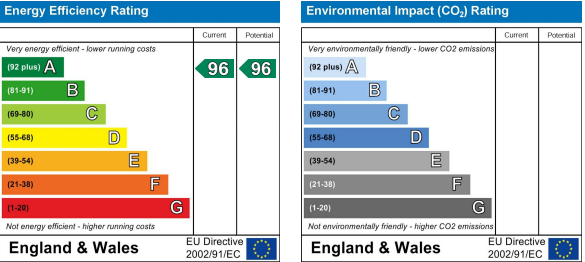 Energy Efficiency Rating
Current Potential
Very energy efficient - lower running costs
(92 plus) A 96 96
(81-91) B
(69-80) C
(55-68) D
(39-54) E
(21-38) F
(1-20) G
Not energy efficient - higher running costs
England & Wales
EU Directive
2002/91/EC
Environmental Impact (CO2) Rating
Current Potential
Very environmentally friendly - lower CO2 emissions
(92 plus) A
(81-91) B
(69-80) C
(55-68) D
(39-54) E
(21-38) F
(1-20) G
Not environmentally friendly - higher CO2 emissions
England & Wales
EU Directive
2002/91/EC